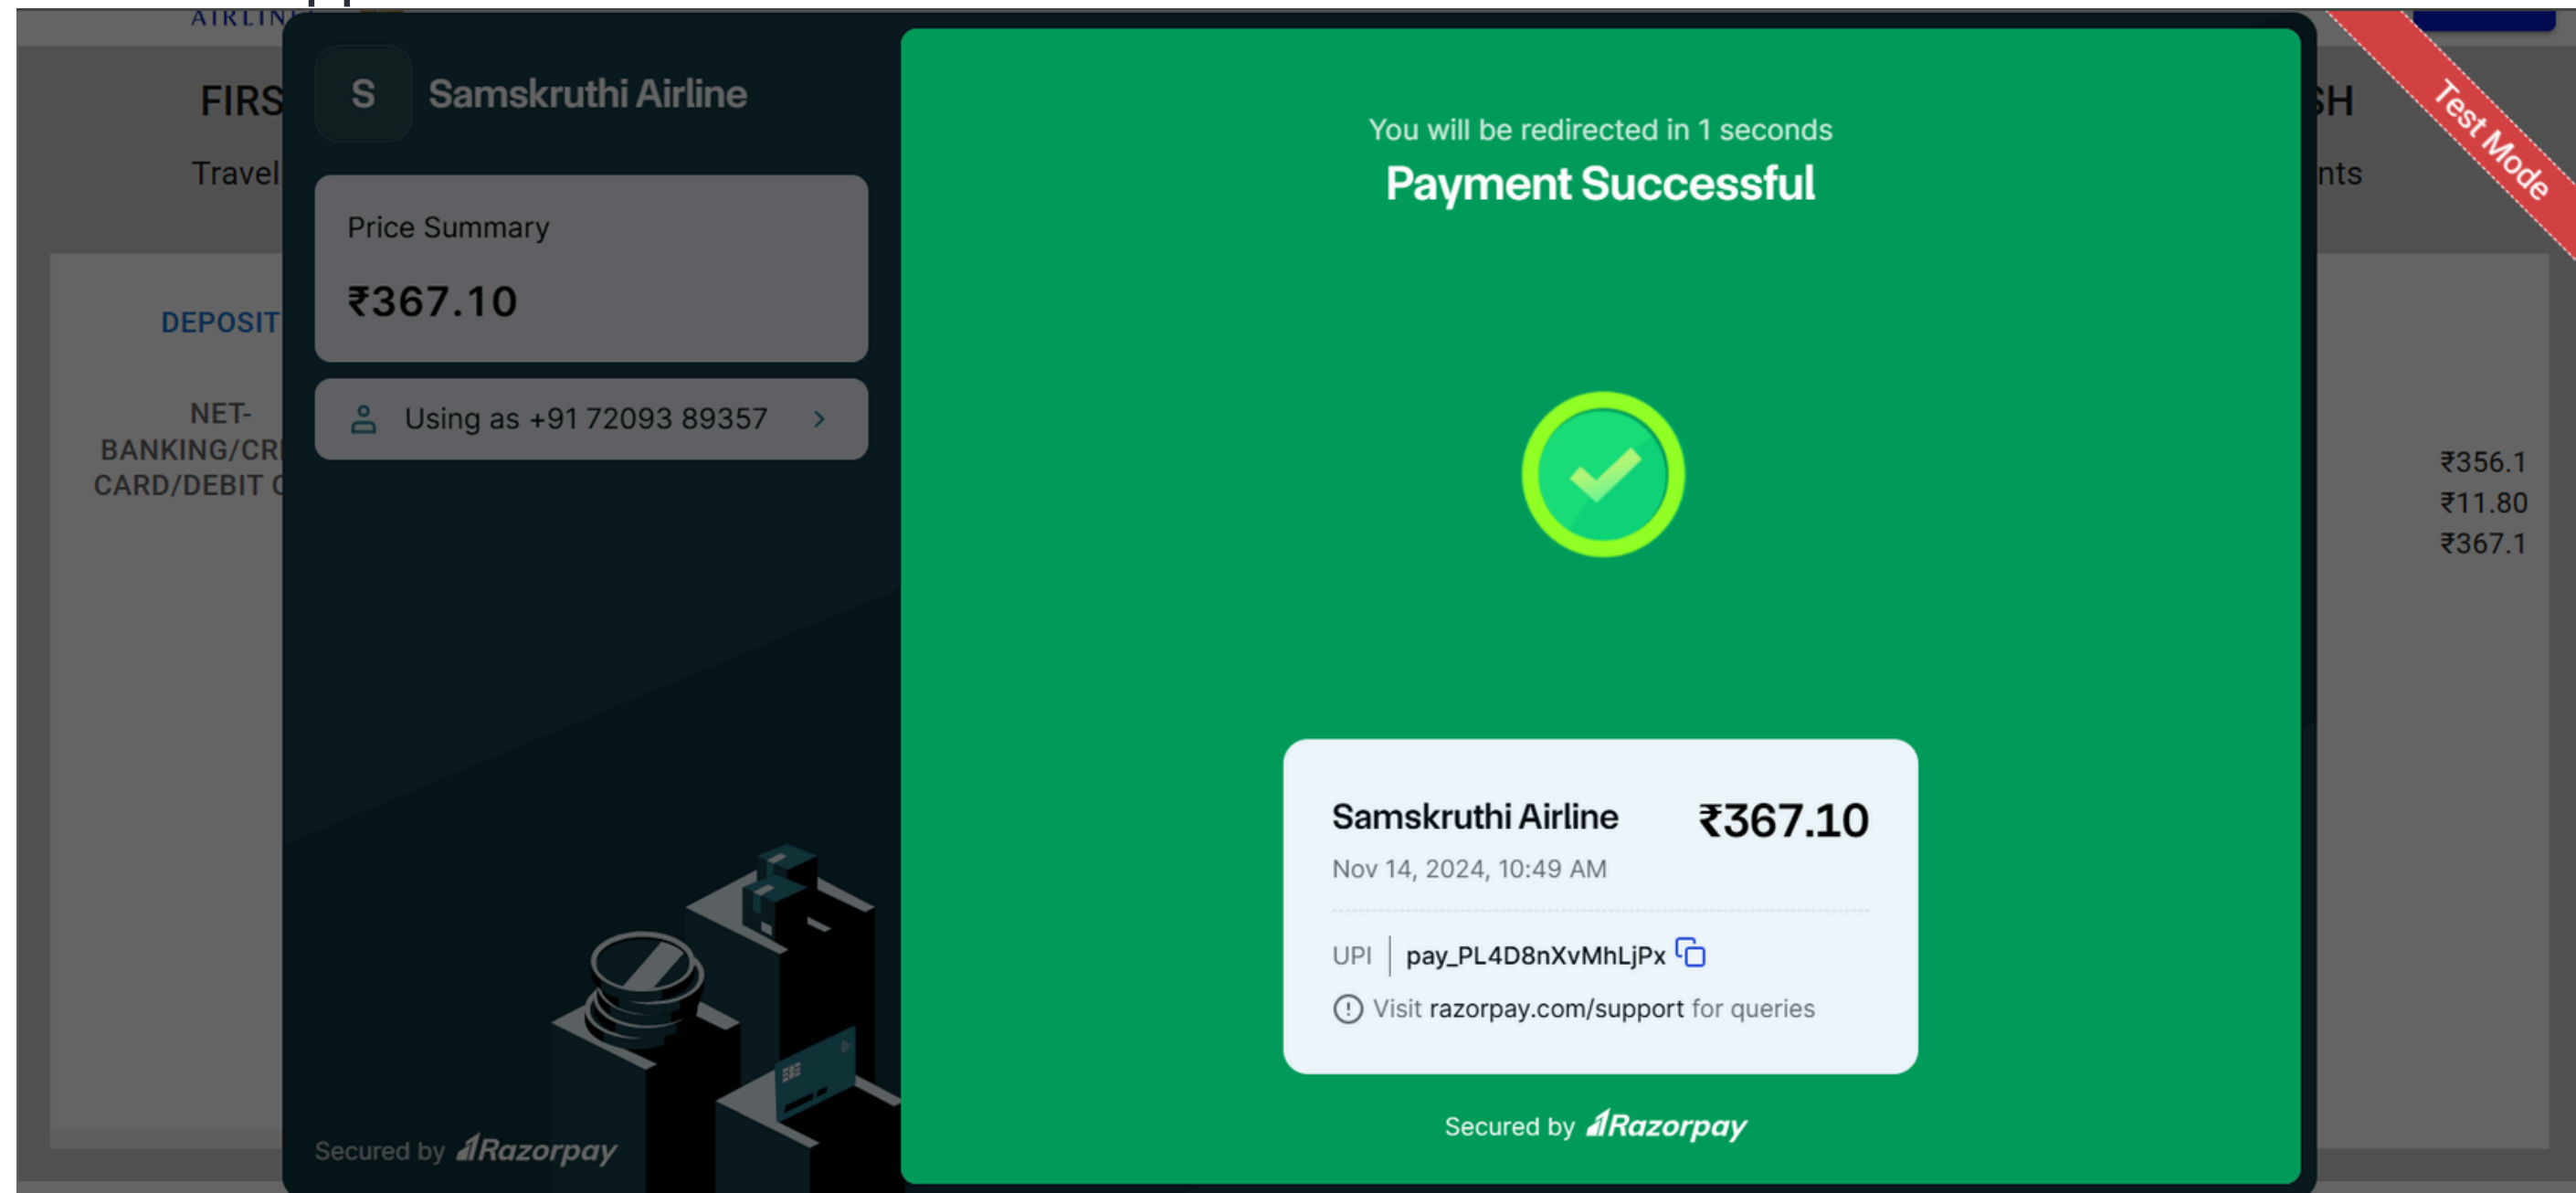 AIRLIN
FIRS
Travel
DEPOSIT
NET-
BANKING/CR
CARD/DEBIT
S
Samskruthi Airline
Price Summary
₹367.10
Using as +91 72093 89357
Secured by Razorpay
You will be redirected in 1 seconds
Payment Successful
Samskruthi Airline ₹367.10
Nov 14, 2024, 10:49 AM
UPI | pay_PL4D8nXvMhLjPx
Visit razorpay.com/support for queries
Secured by Razorpay
Test Mode
SH
nts
₹356.1
₹11.80
₹367.1